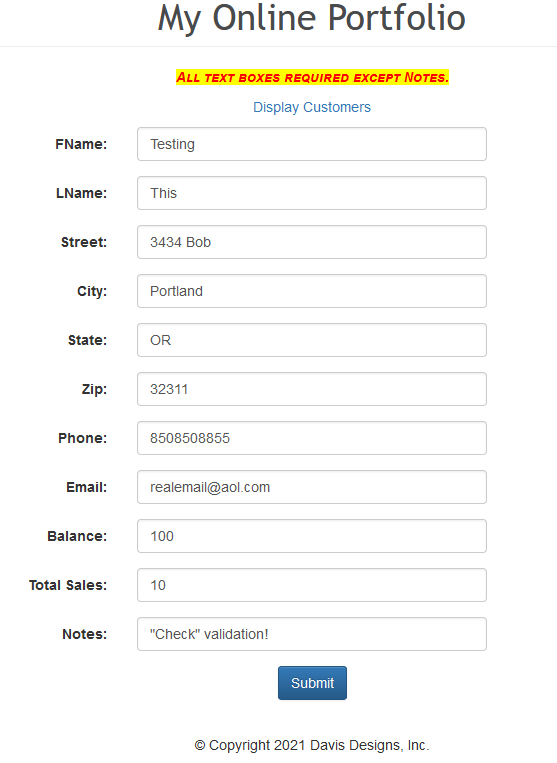 My Online Portfolio
All text boxes required except Notes.
Display Customers
FName: Testing
LName: This
Street: 3434 Bob
City: Portland
State: OR
Zip: 32311
Phone: 8508508855
Email: realemail@aol.com
Balance: 100
Total Sales: 10
Notes: "Check" validation!
Submit
© Copyright 2021 Davis Designs, Inc.